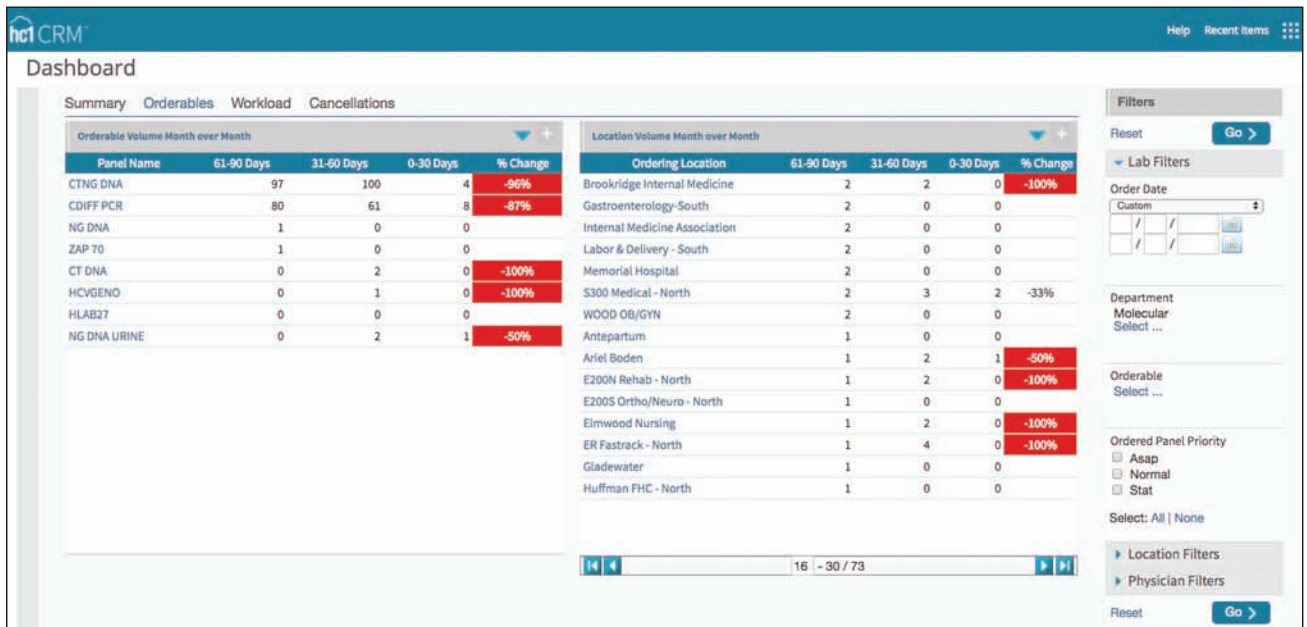 hc1 CRM™
Help Recent Items
Dashboard
Summary Orderables Workload Cancellations
Orderable Volume Month over Month
Panel Name 61-90 Days 31-60 Days 0-30 Days % Change
CTNG DNA 97 100 4 -96%
CDIFF PCR 80 61 8 -87%
NG DNA 1 0 0
ZAP 70 1 0 0
CT DNA 0 2 0 -100%
HCVGENO 0 1 0 -100%
HLAB27 0 0 0
NG DNA URINE 0 2 1 -50%
Location Volume Month over Month
Ordering Location 61-90 Days 31-60 Days 0-30 Days % Change
Brookridge Internal Medicine 2 2 0 -100%
Gastroenterology-South 2 0 0
Internal Medicine Association 2 0 0
Labor & Delivery - South 2 0 0
Memorial Hospital 2 0 0
S300 Medical - North 2 3 2 -33%
WOOD OB/GYN 2 0 0
Antepartum 1 0 0
Ariel Boden 1 2 1 -50%
E200N Rehab - North 1 2 0 -100%
E200S Ortho/Neuro - North 1 0 0
Elmwood Nursing 1 2 0 -100%
ER Fastrack - North 1 4 0 -100%
Gladewater 1 0 0
Huffman FHC - North 1 0 0
16 - 30 / 73
Filters
Reset Go >
Lab Filters
Order Date
Custom
/ /
/ /
Department
Molecular
Select ...
Orderable
Select ...
Ordered Panel Priority
Asap
Normal
Stat
Select: All | None
Location Filters
Physician Filters
Reset Go >